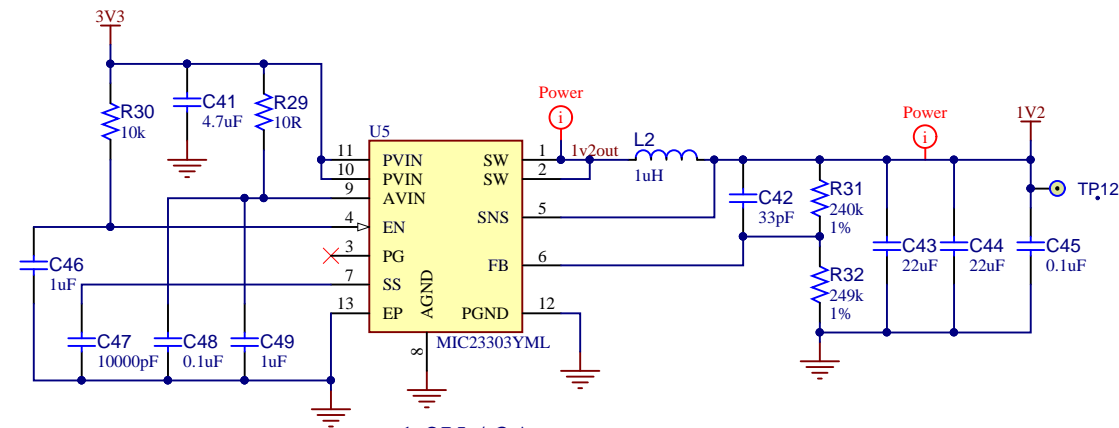 3V3
R30
10k
C41
4.7uF
R29
10R
U5
11 PVIN SW 1
10 PVIN SW 2
9 AVIN
4 EN SNS 5
3 PG
7 SS FB 6
13 EP AGND PGND 12
8
MIC23303YML
Power
i
1v2out
L2
1uH
C42
33pF
R31
240k
1%
R32
249k
1%
Power
i
1V2
TP12
C43
22uF
C44
22uF
C45
0.1uF
C46
1uF
C47
10000pF
C48
0.1uF
C49
1uF